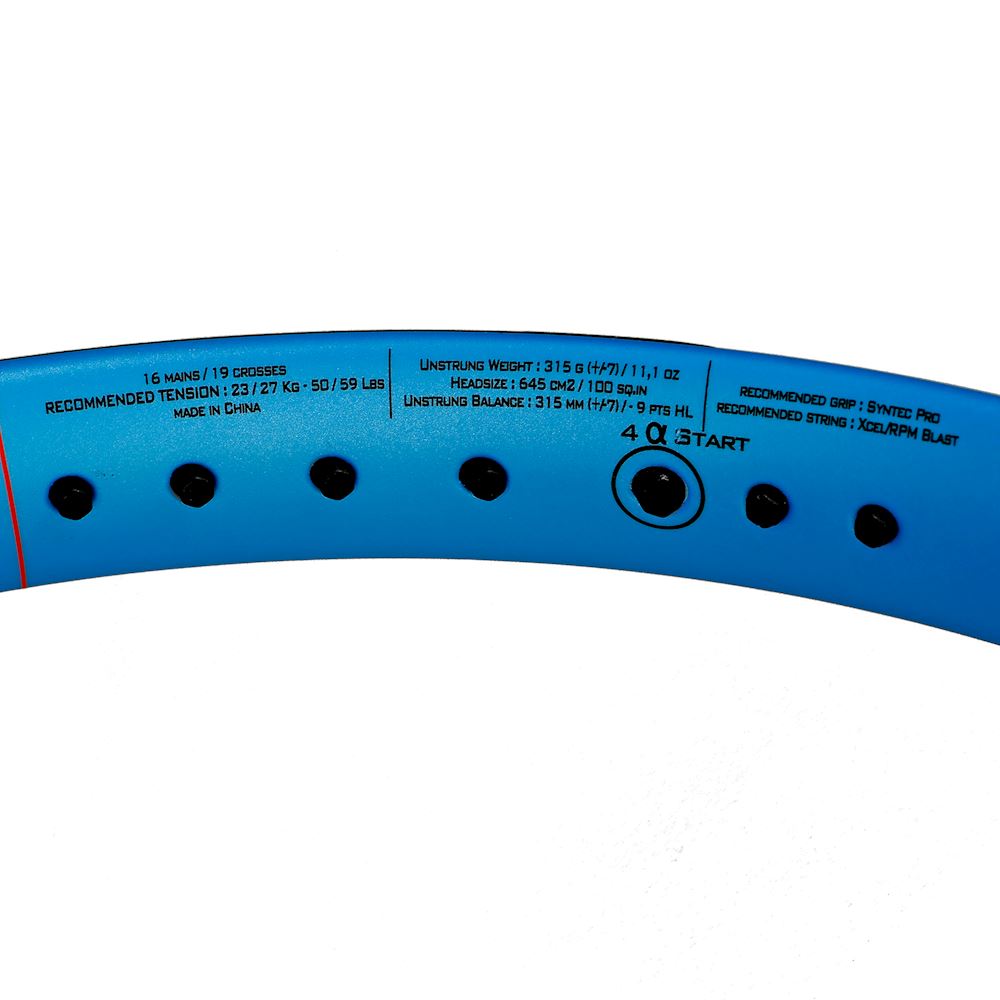 16 MAINS / 19 CROSSES
RECOMMENDED TENSION : 23 / 27 KG - 50 / 59 LBS
MADE IN CHINA
UNSTRUNG WEIGHT : 315 G (+/-7) / 11,1 OZ
HEADSIZE : 645 CM2 / 100 SQ.IN
UNSTRUNG BALANCE : 315 MM (+/-7) / - 9 PTS HL
RECOMMENDED GRIP : SYNTEC PRO
RECOMMENDED STRING : XCEL/RPM BLAST
4 α START